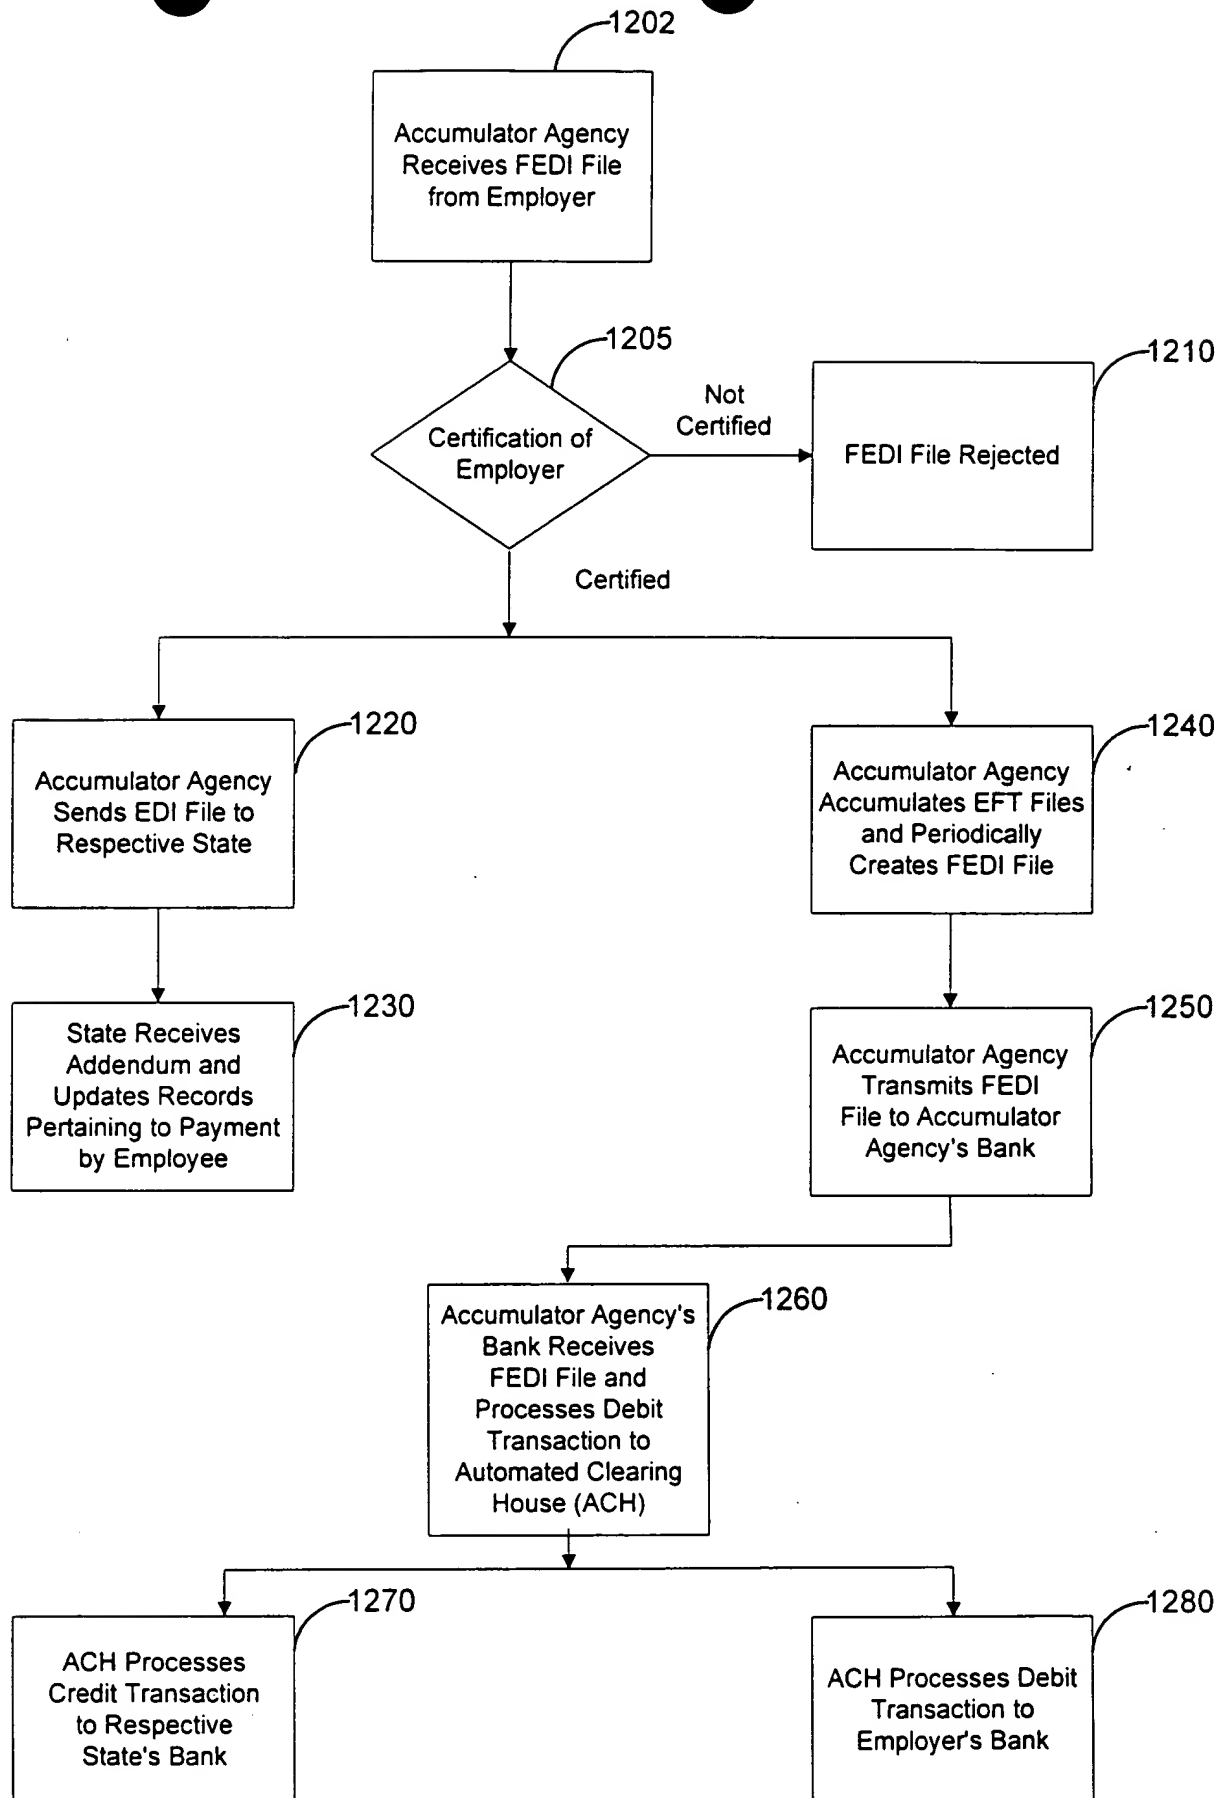 1202
Accumulator Agency
Receives FEDI File
from Employer
1205
Certification of
Employer
Not
Certified
1210
FEDI File Rejected
Certified
1220
Accumulator Agency
Sends EDI File to
Respective State
1240
Accumulator Agency
Accumulates EFT Files
and Periodically
Creates FEDI File
1230
State Receives
Addendum and
Updates Records
Pertaining to Payment
by Employee
1250
Accumulator Agency
Transmits FEDI
File to Accumulator
Agency's Bank
1260
Accumulator Agency's
Bank Receives
FEDI File and
Processes Debit
Transaction to
Automated Clearing
House (ACH)
1270
ACH Processes
Credit Transaction
to Respective
State's Bank
1280
ACH Processes Debit
Transaction to
Employer's Bank